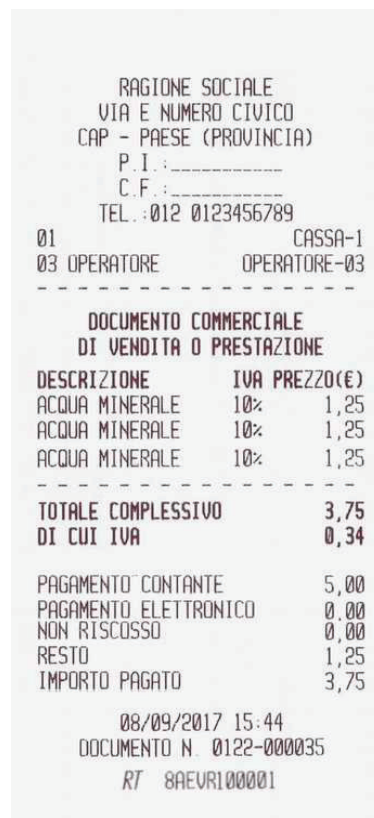 RAGIONE SOCIALE
VIA E NUMERO CIVICO
CAP - PAESE (PROVINCIA)
P.I.:___________
C.F.:___________
TEL.:012 0123456789
01 CASSA-1
03 OPERATORE OPERATORE-03
- - - - - - - - - - - - - - - - -
DOCUMENTO COMMERCIALE
DI VENDITA O PRESTAZIONE
DESCRIZIONE IVA PREZZO(€)
ACQUA MINERALE 10% 1,25
ACQUA MINERALE 10% 1,25
ACQUA MINERALE 10% 1,25
- - - - - - - - - - - - - - - - -
TOTALE COMPLESSIVO 3,75
DI CUI IVA 0,34
PAGAMENTO CONTANTE 5,00
PAGAMENTO ELETTRONICO 0.00
NON RISCOSSO 0,00
RESTO 1,25
IMPORTO PAGATO 3,75
08/09/2017 15:44
DOCUMENTO N. 0122-000035
RT 8AEVR100001